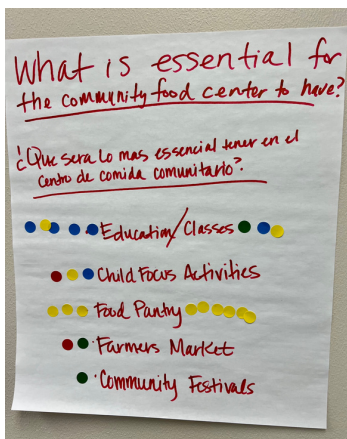 What is essential for
the community food center to have?
¿Que sera lo mas essencial tener en el
centro de comida comunitario?
Education/Classes
Child Focus Activities
Food Pantry
Farmers Market
Community Festivals